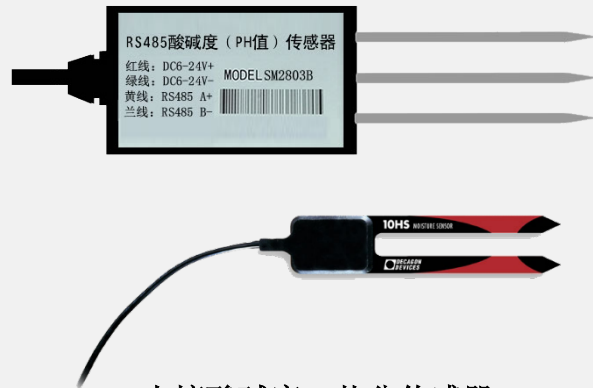 RS485酸碱度（PH值）传感器
红线：DC6-24V+
绿线：DC6-24V-
MODEL SM2803B
黄线：RS485 A+
兰线：RS485 B-
10HS MOISTURE SENSOR
DECAGON
DEVICES